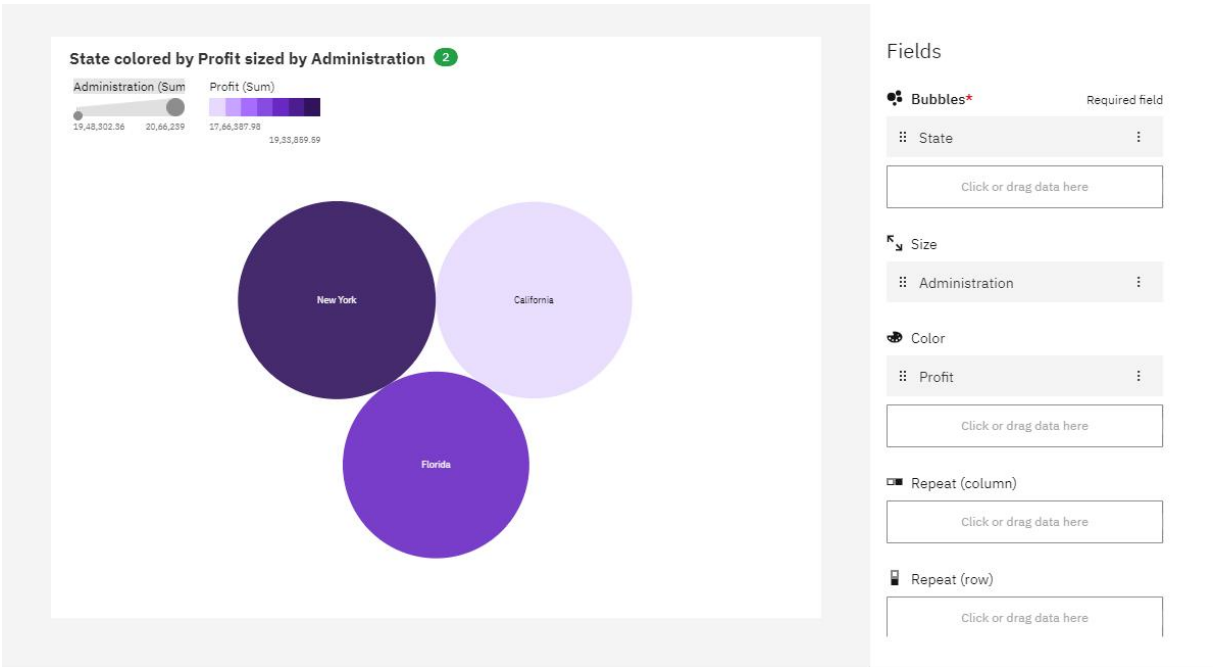 State colored by Profit sized by Administration 2
Administration (Sum
Profit (Sum)
19,48,302.36 20,66,239
17,66,387.98
19,33,859.59
New York
California
Florida
Fields
Bubbles* Required field
State
Click or drag data here
Size
Administration
Color
Profit
Click or drag data here
Repeat (column)
Click or drag data here
Repeat (row)
Click or drag data here